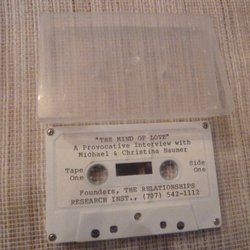 "THE MIND OF LOVE"
A Provocative Interview with
Michael & Christina Naumer
Tape Side
One One
Founders, THE RELATIONSHIPS
RESEARCH INST., (707) 542-1112